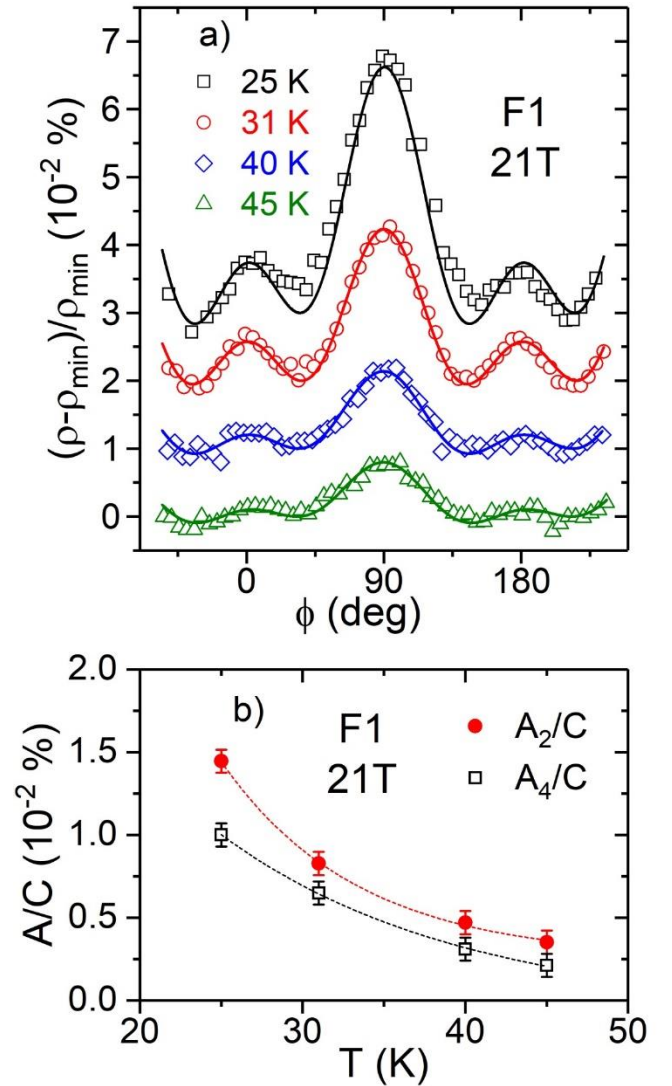 a)
25 K
31 K
40 K
45 K
F1
21T
(ρ-ρmin)/ρmin (10-2 %)
7
6
5
4
3
2
1
0
0 90 180
ϕ (deg)
b)
F1
21T
A2/C
A4/C
A/C (10-2 %)
2.0
1.5
1.0
0.5
0.0
20 30 40 50
T (K)